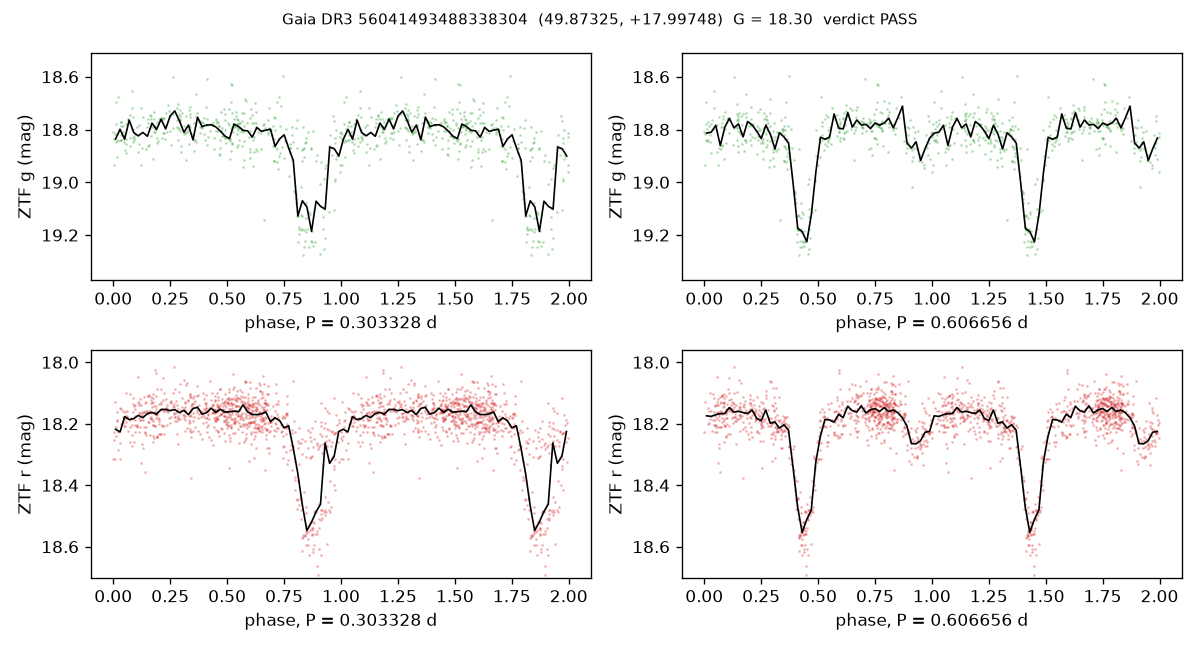 Gaia DR3 56041493488338304 (49.87325, +17.99748) G = 18.30 verdict PASS
ZTF g (mag)
18.6
18.8
19.0
19.2
0.00 0.25 0.50 0.75 1.00 1.25 1.50 1.75 2.00
phase, P = 0.303328 d
ZTF g (mag)
18.6
18.8
19.0
19.2
0.00 0.25 0.50 0.75 1.00 1.25 1.50 1.75 2.00
phase, P = 0.606656 d
ZTF r (mag)
18.0
18.2
18.4
18.6
0.00 0.25 0.50 0.75 1.00 1.25 1.50 1.75 2.00
phase, P = 0.303328 d
ZTF r (mag)
18.0
18.2
18.4
18.6
0.00 0.25 0.50 0.75 1.00 1.25 1.50 1.75 2.00
phase, P = 0.606656 d